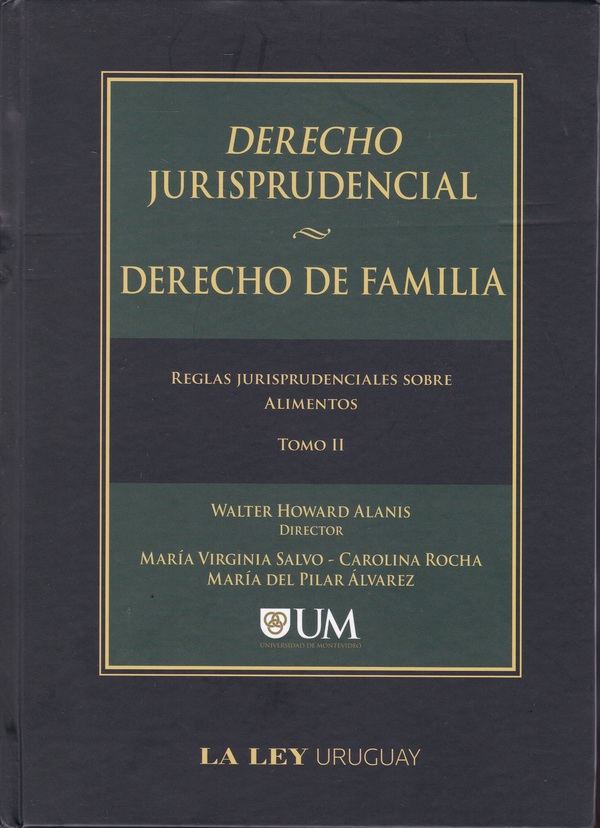 DERECHO
JURISPRUDENCIAL
DERECHO DE FAMILIA
REGLAS JURISPRUDENCIALES SOBRE
ALIMENTOS
TOMO II
WALTER HOWARD ALANIS
DIRECTOR
MARÍA VIRGINIA SALVO - CAROLINA ROCHA
MARÍA DEL PILAR ÁLVAREZ
UM
UNIVERSIDAD DE MONTEVIDEO
LA LEY URUGUAY